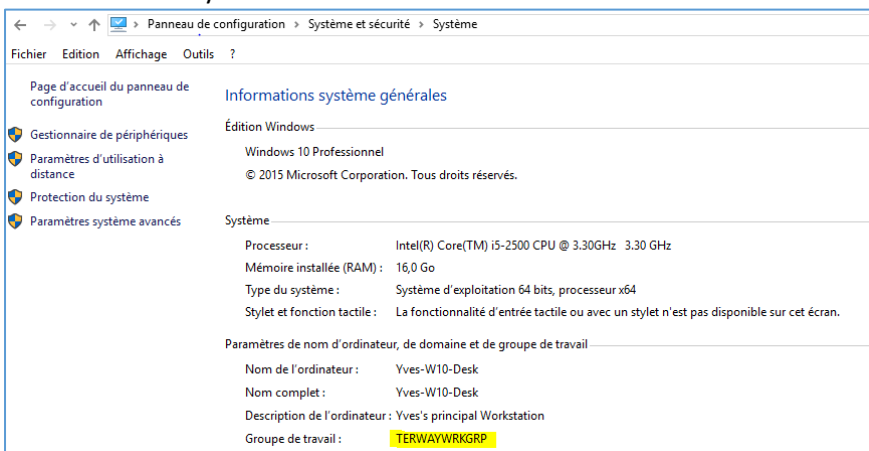 Panneau de configuration > Système et sécurité > Système
Fichier Edition Affichage Outils ?
Page d'accueil du panneau de
configuration
Gestionnaire de périphériques
Paramètres d'utilisation à
distance
Protection du système
Paramètres système avancés
Informations système générales
Édition Windows
Windows 10 Professionnel
© 2015 Microsoft Corporation. Tous droits réservés.
Système
Processeur : Intel(R) Core(TM) i5-2500 CPU @ 3.30GHz 3.30 GHz
Mémoire installée (RAM) : 16,0 Go
Type du système : Système d'exploitation 64 bits, processeur x64
Stylet et fonction tactile : La fonctionnalité d'entrée tactile ou avec un stylet n'est pas disponible sur cet écran.
Paramètres de nom d'ordinateur, de domaine et de groupe de travail
Nom de l'ordinateur : Yves-W10-Desk
Nom complet : Yves-W10-Desk
Description de l'ordinateur : Yves's principal Workstation
Groupe de travail : TERWAYWRKGRP